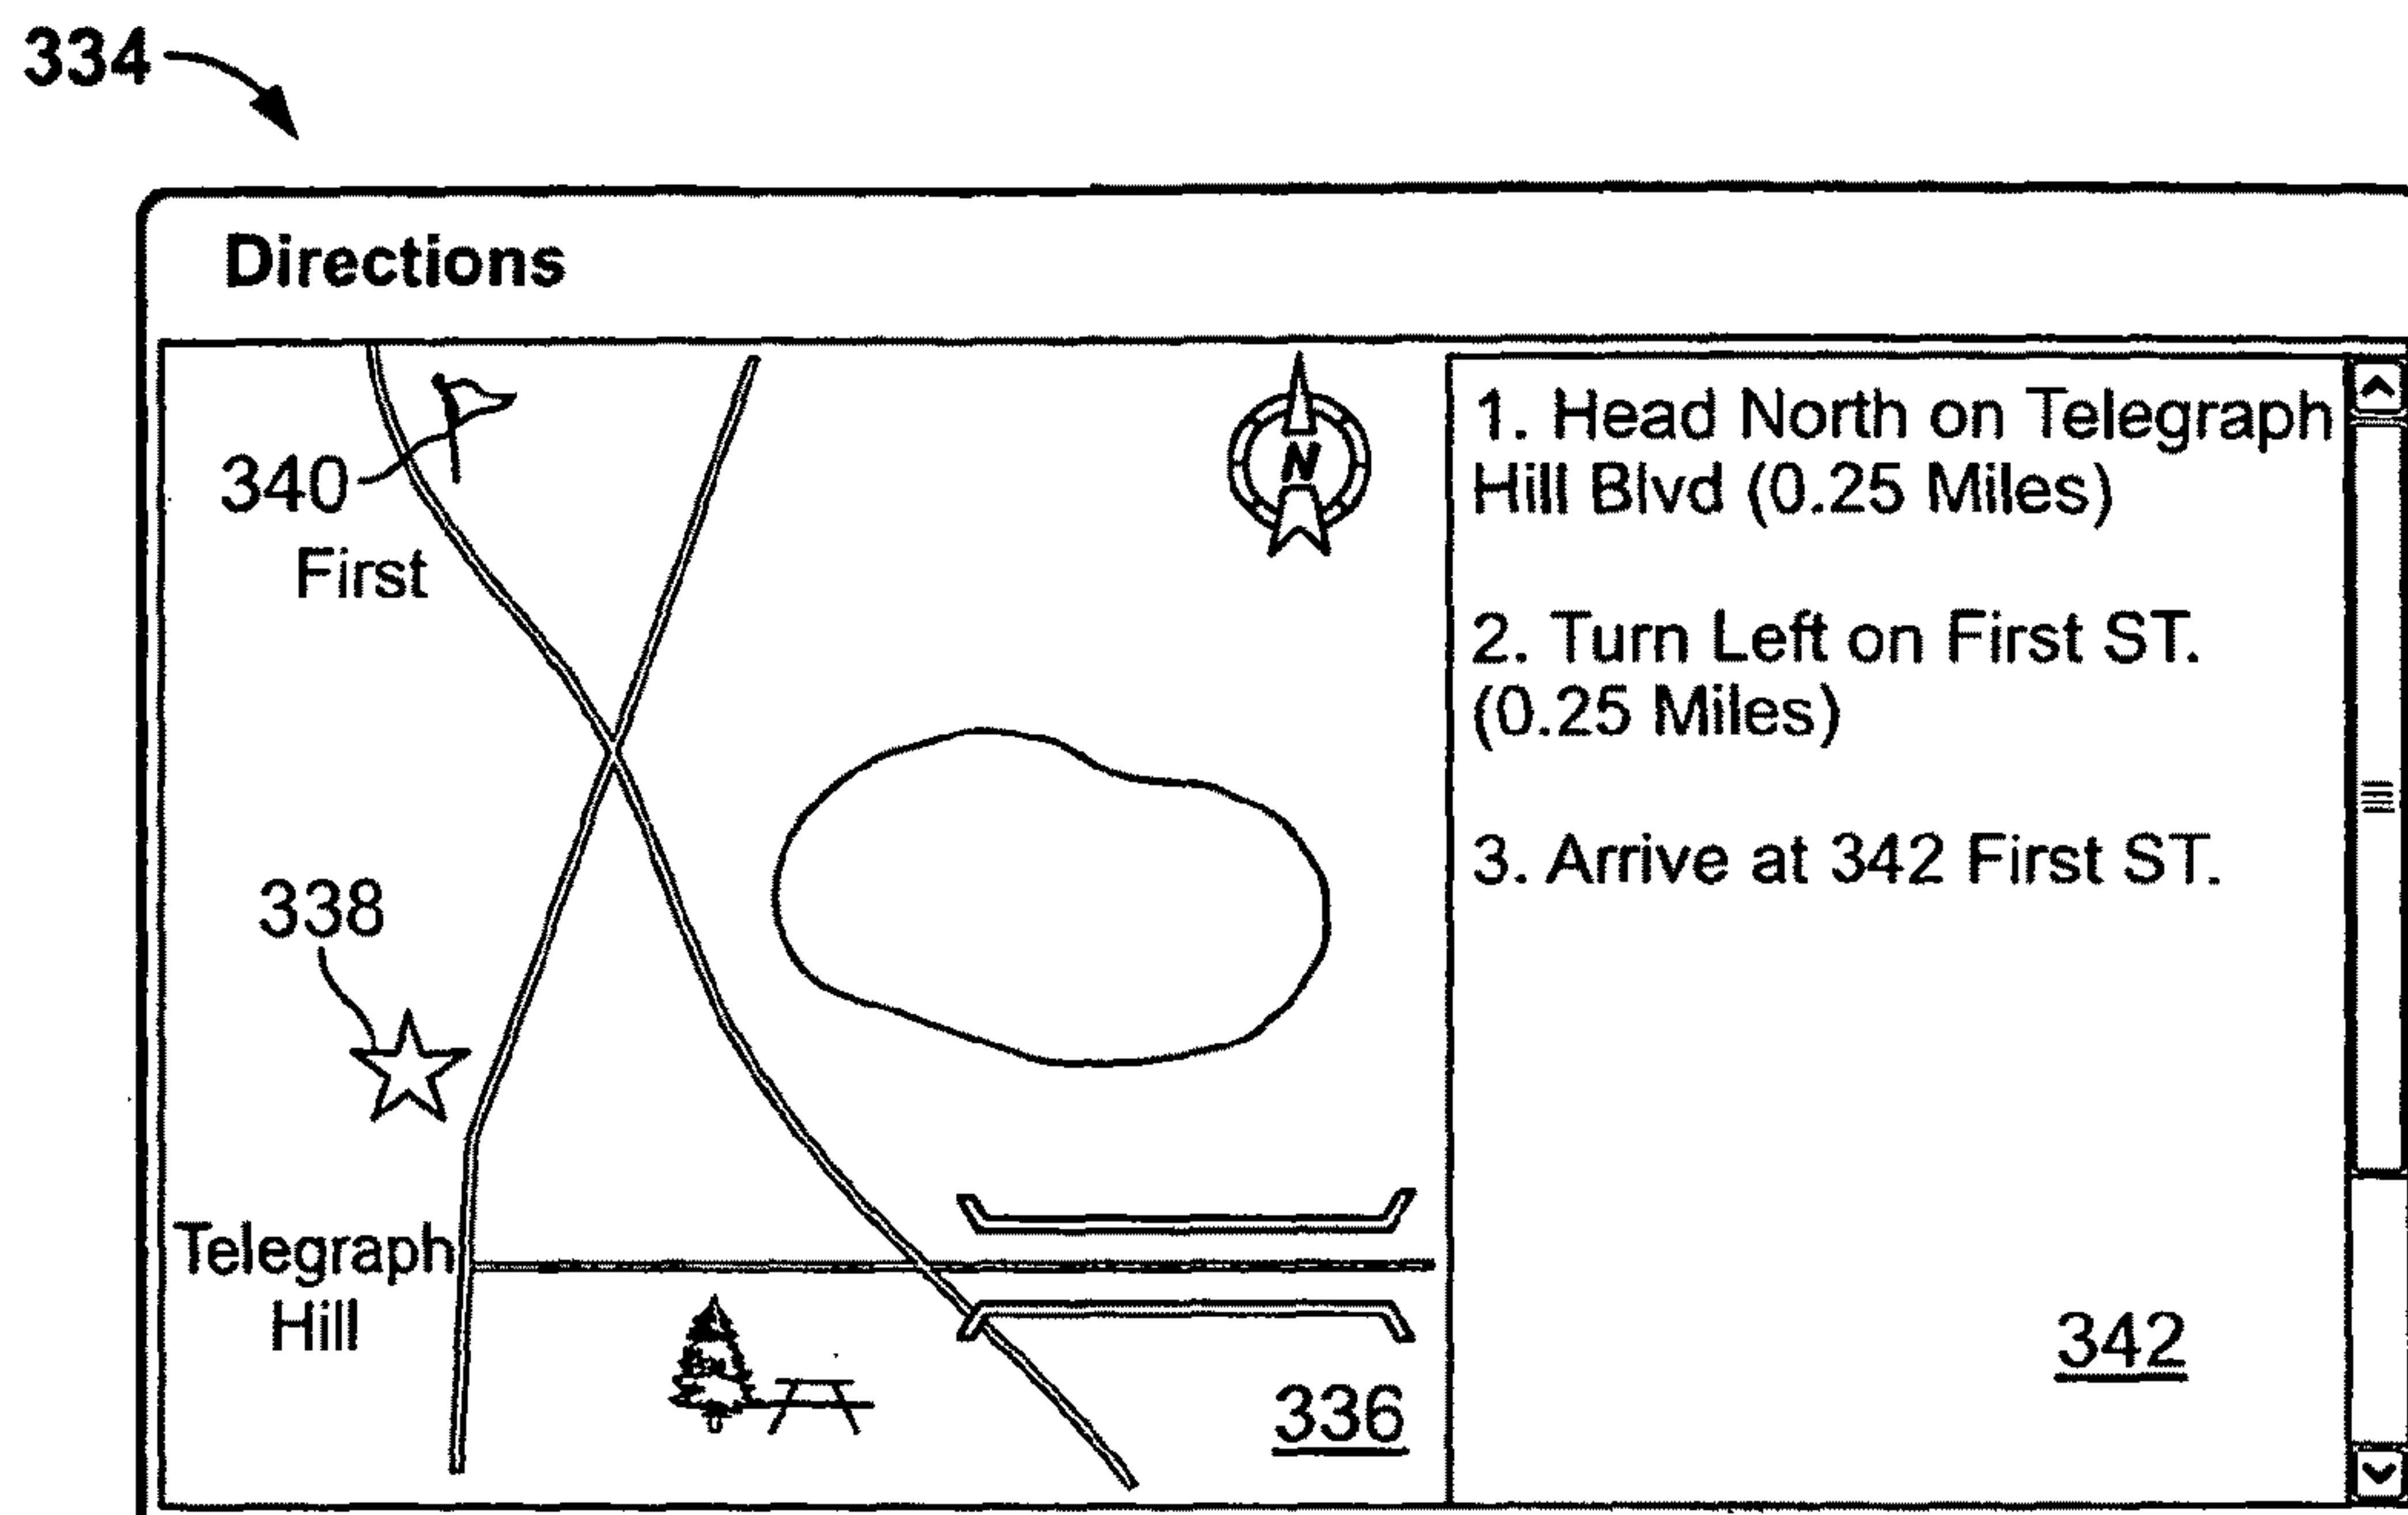 334
Directions
340
First
338
Telegraph
Hill
N
336
1. Head North on Telegraph
Hill Blvd (0.25 Miles)
2. Turn Left on First ST.
(0.25 Miles)
3. Arrive at 342 First ST.
342